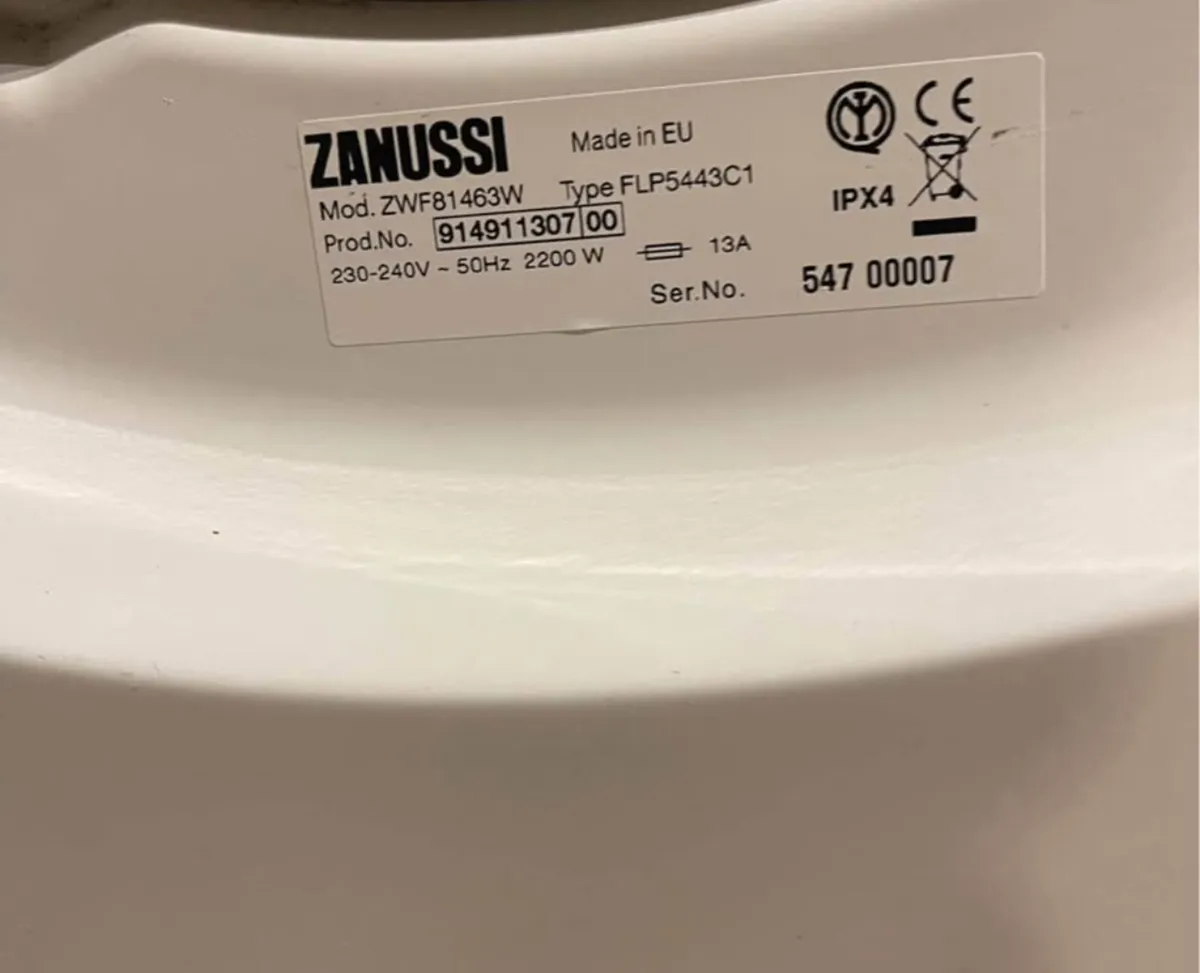 ZANUSSI Made in EU
Mod. ZWF81463W Type FLP5443C1
Prod.No. 914911307 00
230-240V ~ 50Hz 2200 W 13A
Ser.No. 547 00007
CE
IPX4